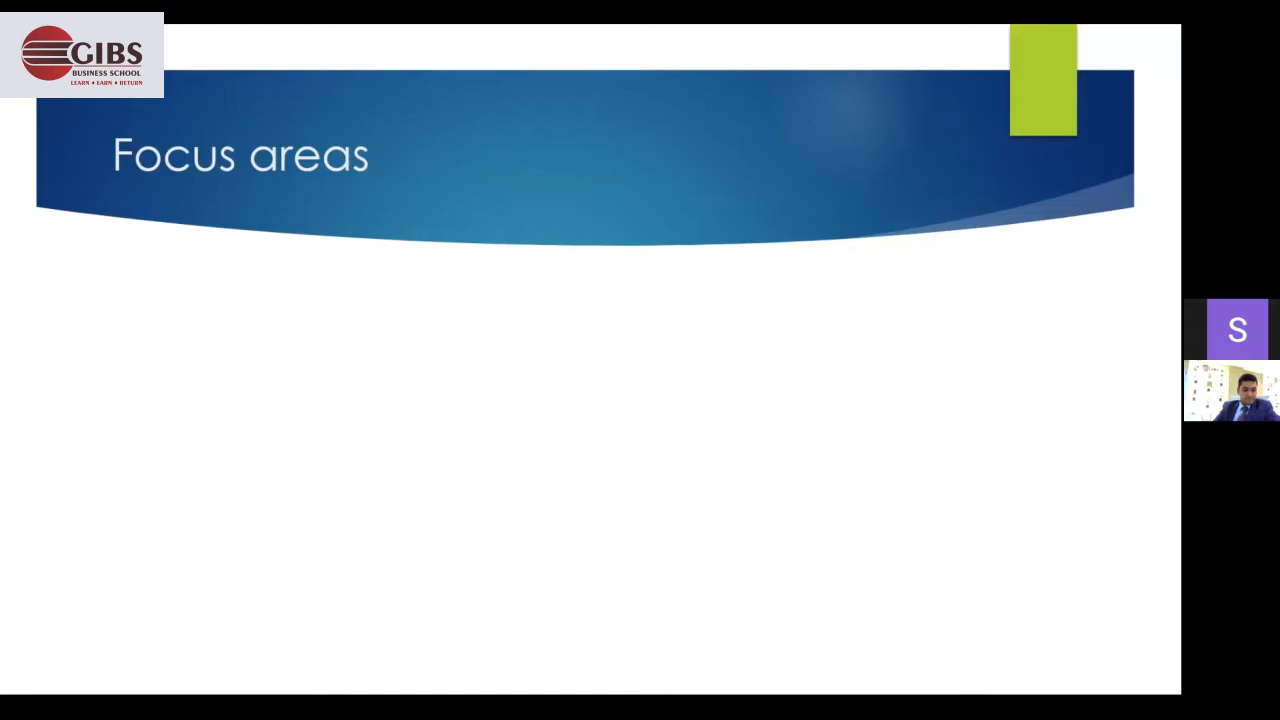 GIBS
BUSINESS SCHOOL
LEARN • EARN • RETURN
Focus areas
S